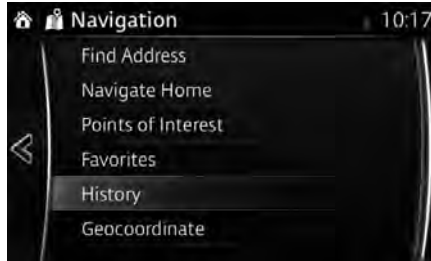 Navigation 10:17
Find Address
Navigate Home
Points of Interest
Favorites
History
Geocoordinate